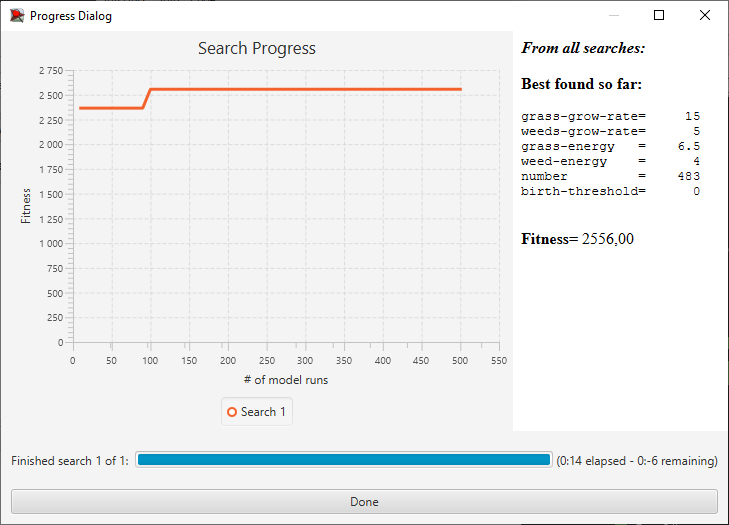 Progress Dialog
Search Progress
2 750
2 500
2 250
2 000
1 750
1 500
1 250
1 000
750
500
250
0
Fitness
0 50 100 150 200 250 300 350 400 450 500 550
# of model runs
Search 1
From all searches:
Best found so far:
grass-grow-rate= 15
weeds-grow-rate= 5
grass-energy = 6.5
weed-energy = 4
number = 483
birth-threshold= 0
Fitness= 2556,00
Finished search 1 of 1: (0:14 elapsed - 0:-6 remaining)
Done